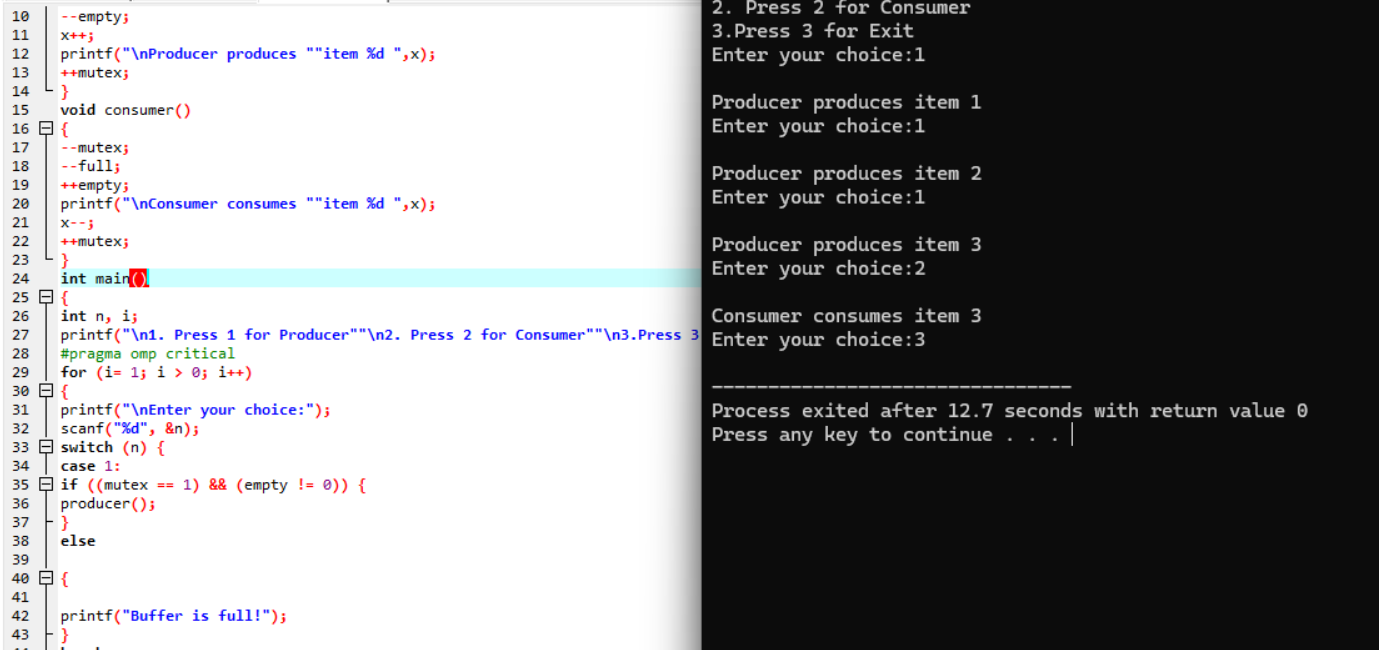 10 --empty;
11 x++;
12 printf("\nProducer produces ""item %d ",x);
13 ++mutex;
14 }
15 void consumer()
16 {
17 --mutex;
18 --full;
19 ++empty;
20 printf("\nConsumer consumes ""item %d ",x);
21 x--;
22 ++mutex;
23 }
24 int main()
25 {
26 int n, i;
27 printf("\n1. Press 1 for Producer""\n2. Press 2 for Consumer""\n3.Press 3
28 #pragma omp critical
29 for (i= 1; i > 0; i++)
30 {
31 printf("\nEnter your choice:");
32 scanf("%d", &n);
33 switch (n) {
34 case 1:
35 if ((mutex == 1) && (empty != 0)) {
36 producer();
37 }
38 else
39
40 {
41
42 printf("Buffer is full!");
43 }
2. Press 2 for Consumer
3.Press 3 for Exit
Enter your choice:1
Producer produces item 1
Enter your choice:1
Producer produces item 2
Enter your choice:1
Producer produces item 3
Enter your choice:2
Consumer consumes item 3
Enter your choice:3
--------------------------------
Process exited after 12.7 seconds with return value 0
Press any key to continue . . .